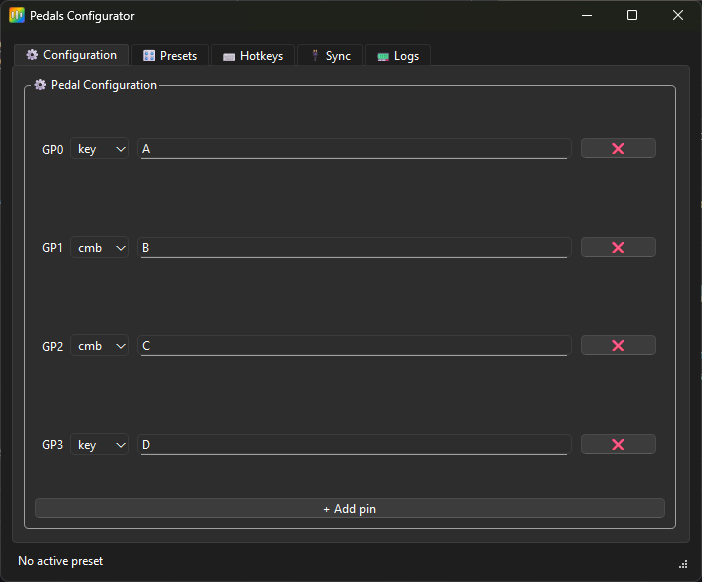 Pedals Configurator
Configuration Presets Hotkeys Sync Logs
Pedal Configuration
GP0 key A
GP1 cmb B
GP2 cmb C
GP3 key D
+ Add pin
No active preset